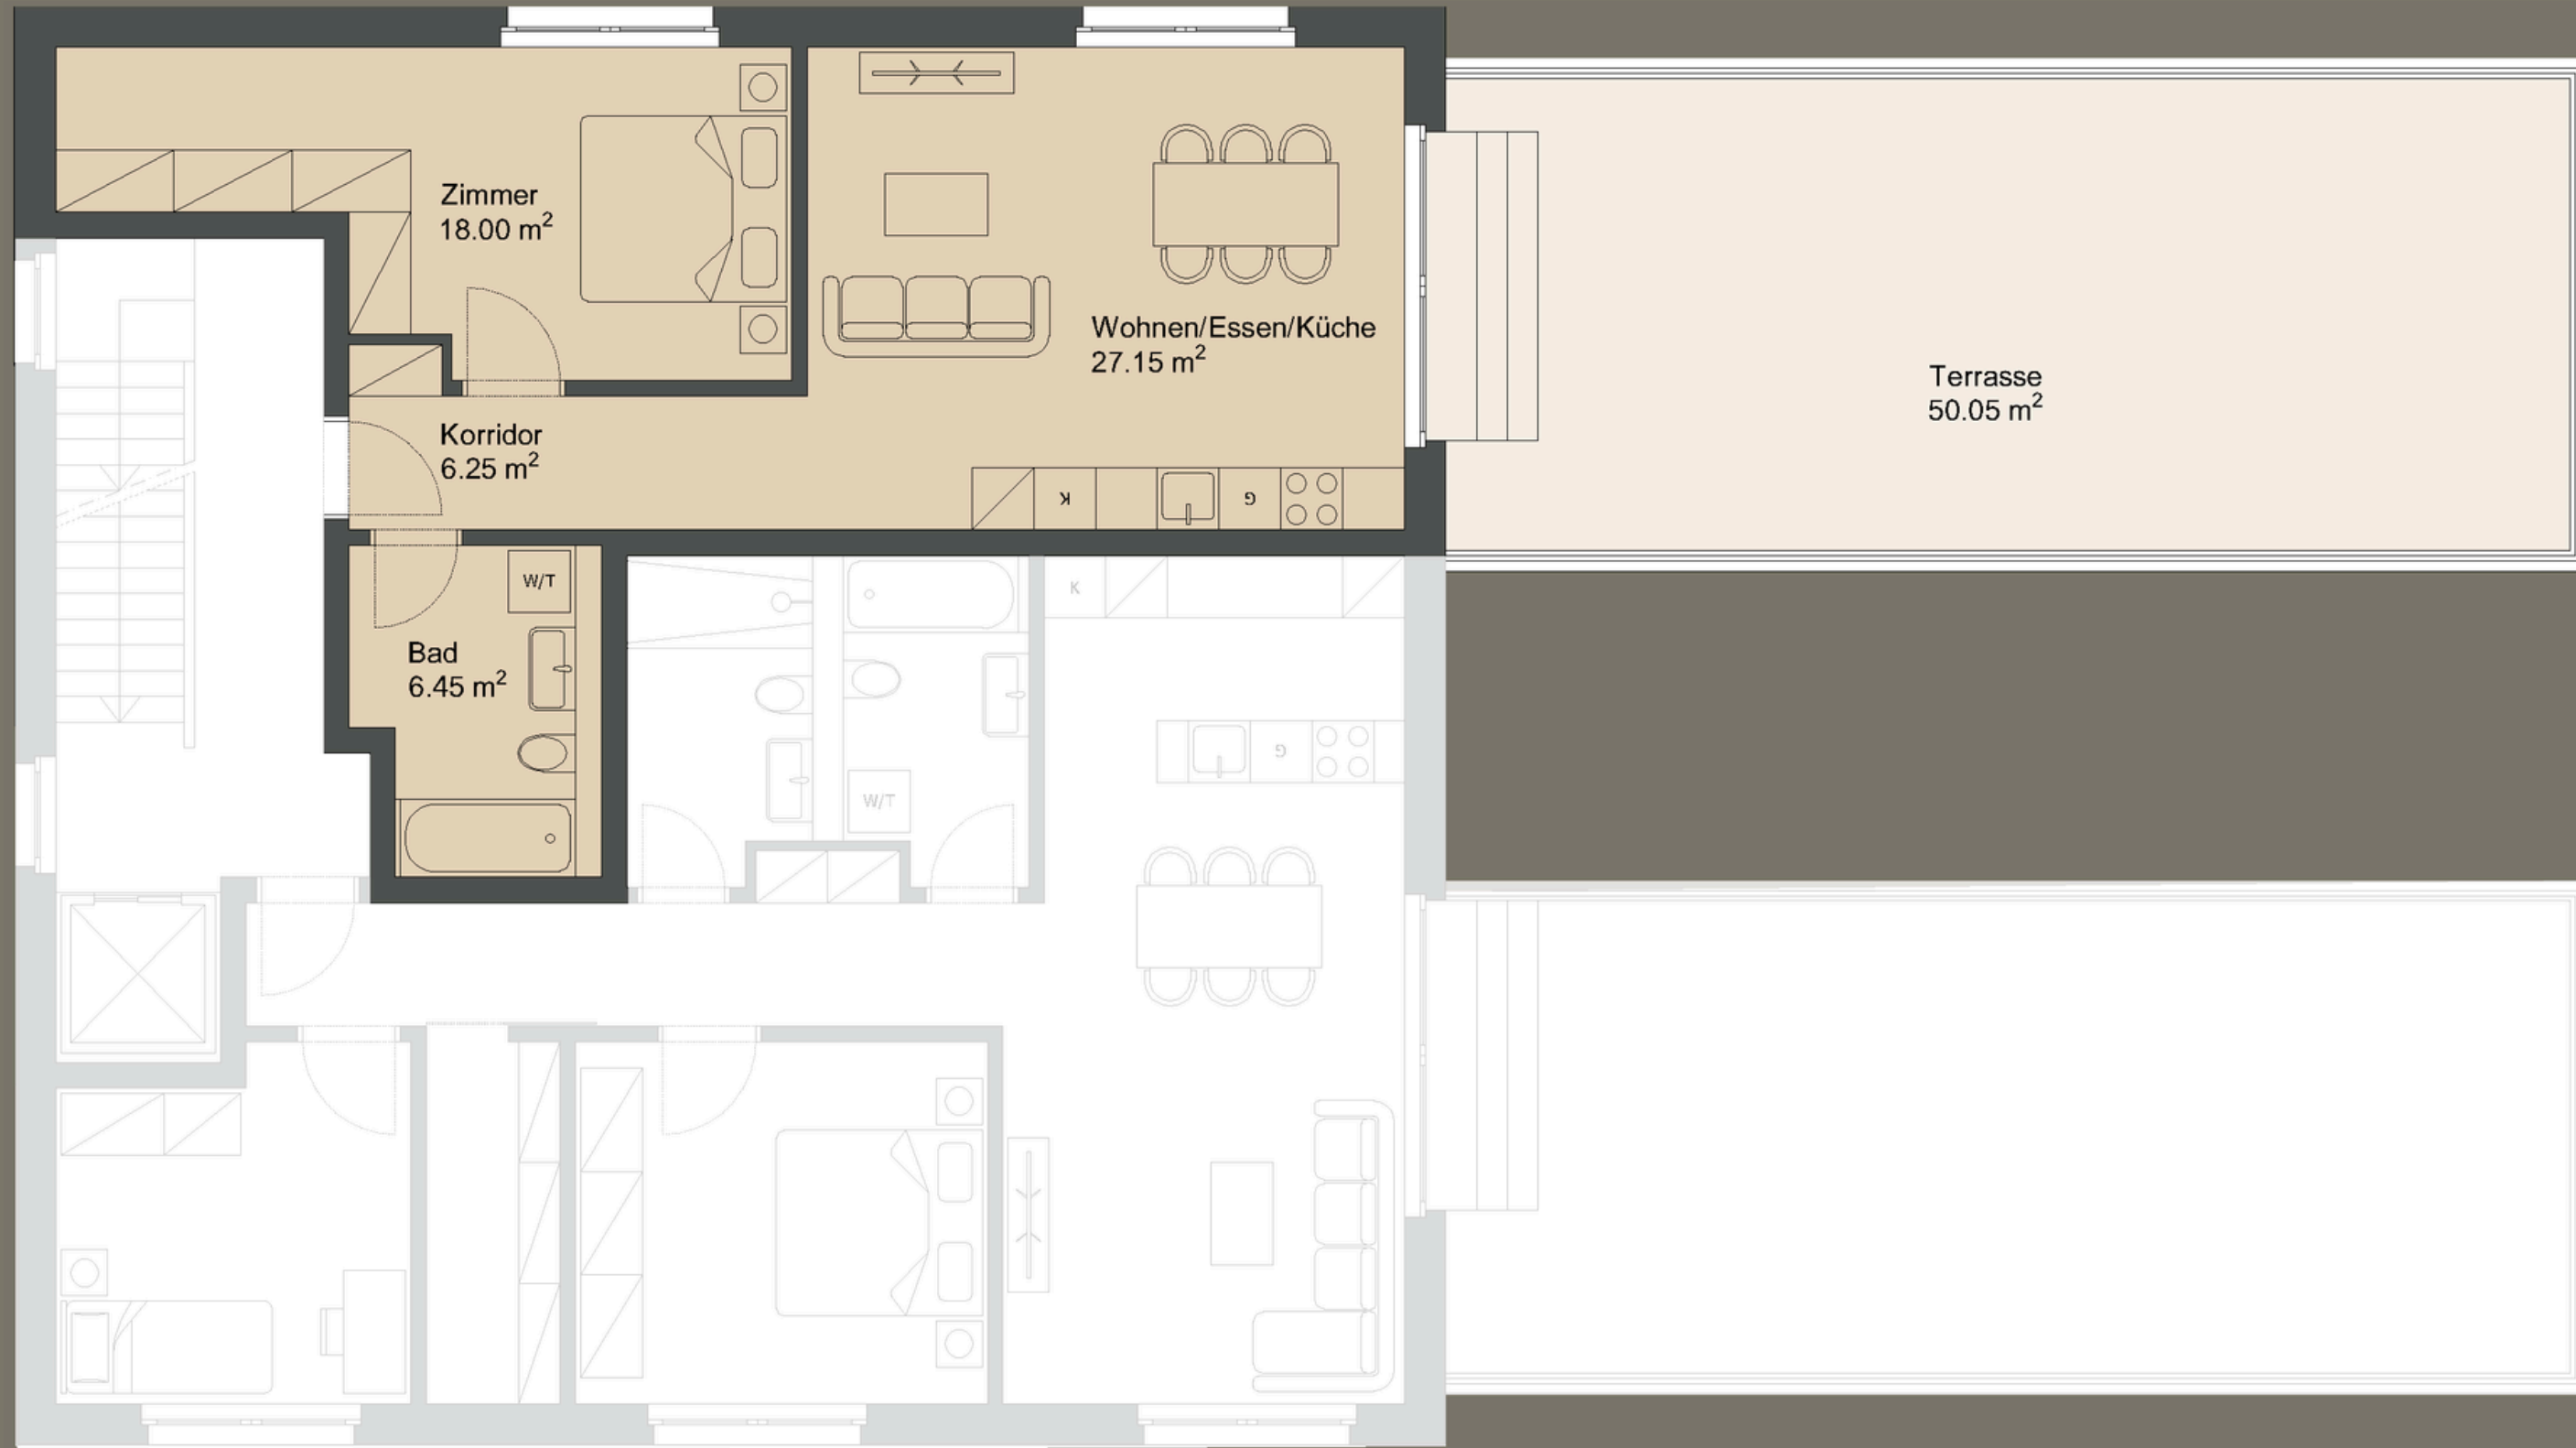 Zimmer
18.00 m²
Wohnen/Essen/Küche
27.15 m²
Terrasse
50.05 m²
Korridor
6.25 m²
K
G
W/T
Bad
6.45 m²
K
G
W/T